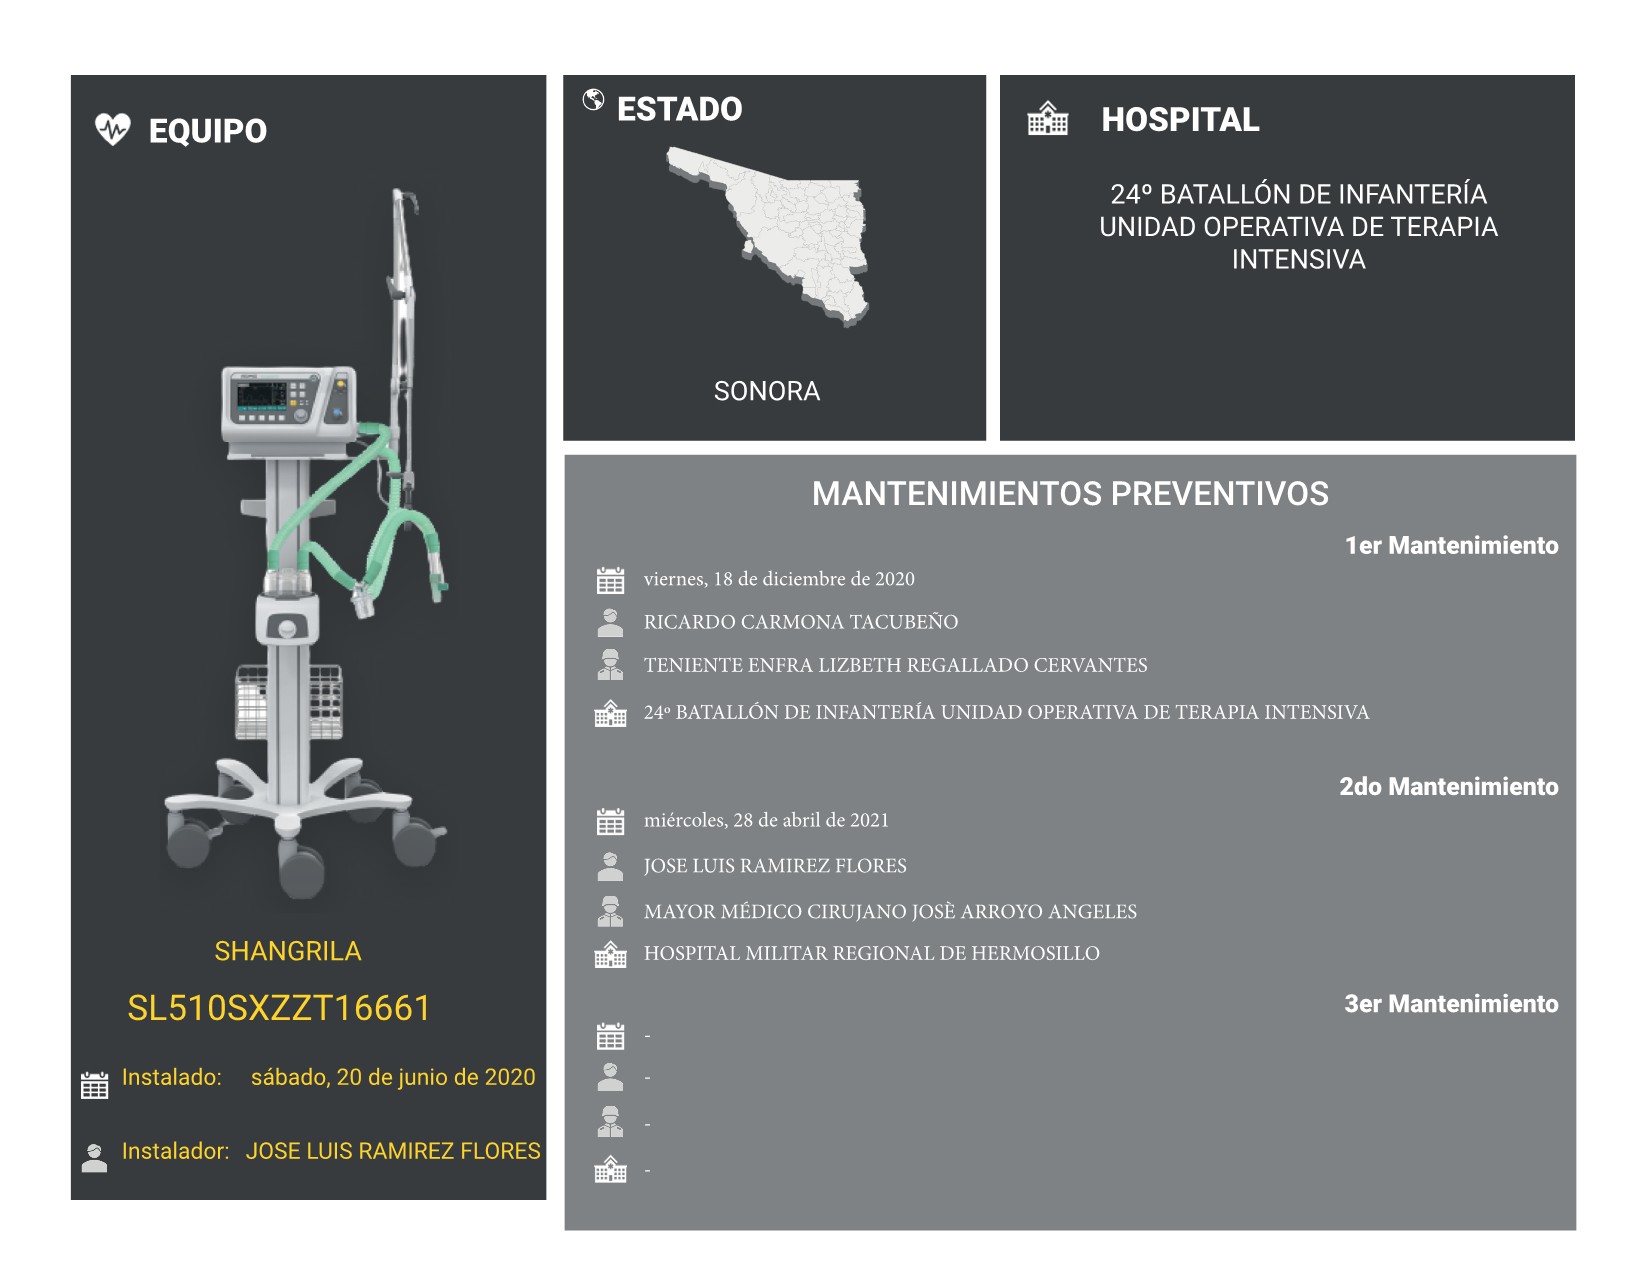 EQUIPO
SHANGRILA
SL510SXZZT16661
Instalado: sábado, 20 de junio de 2020
Instalador: JOSE LUIS RAMIREZ FLORES
ESTADO
SONORA
HOSPITAL
24º BATALLÓN DE INFANTERÍA
UNIDAD OPERATIVA DE TERAPIA
INTENSIVA
MANTENIMIENTOS PREVENTIVOS
1er Mantenimiento
viernes, 18 de diciembre de 2020
RICARDO CARMONA TACUBEÑO
TENIENTE ENFRA LIZBETH REGALLADO CERVANTES
24º BATALLÓN DE INFANTERÍA UNIDAD OPERATIVA DE TERAPIA INTENSIVA
2do Mantenimiento
miércoles, 28 de abril de 2021
JOSE LUIS RAMIREZ FLORES
MAYOR MÉDICO CIRUJANO JOSÈ ARROYO ANGELES
HOSPITAL MILITAR REGIONAL DE HERMOSILLO
3er Mantenimiento
-
-
-
-